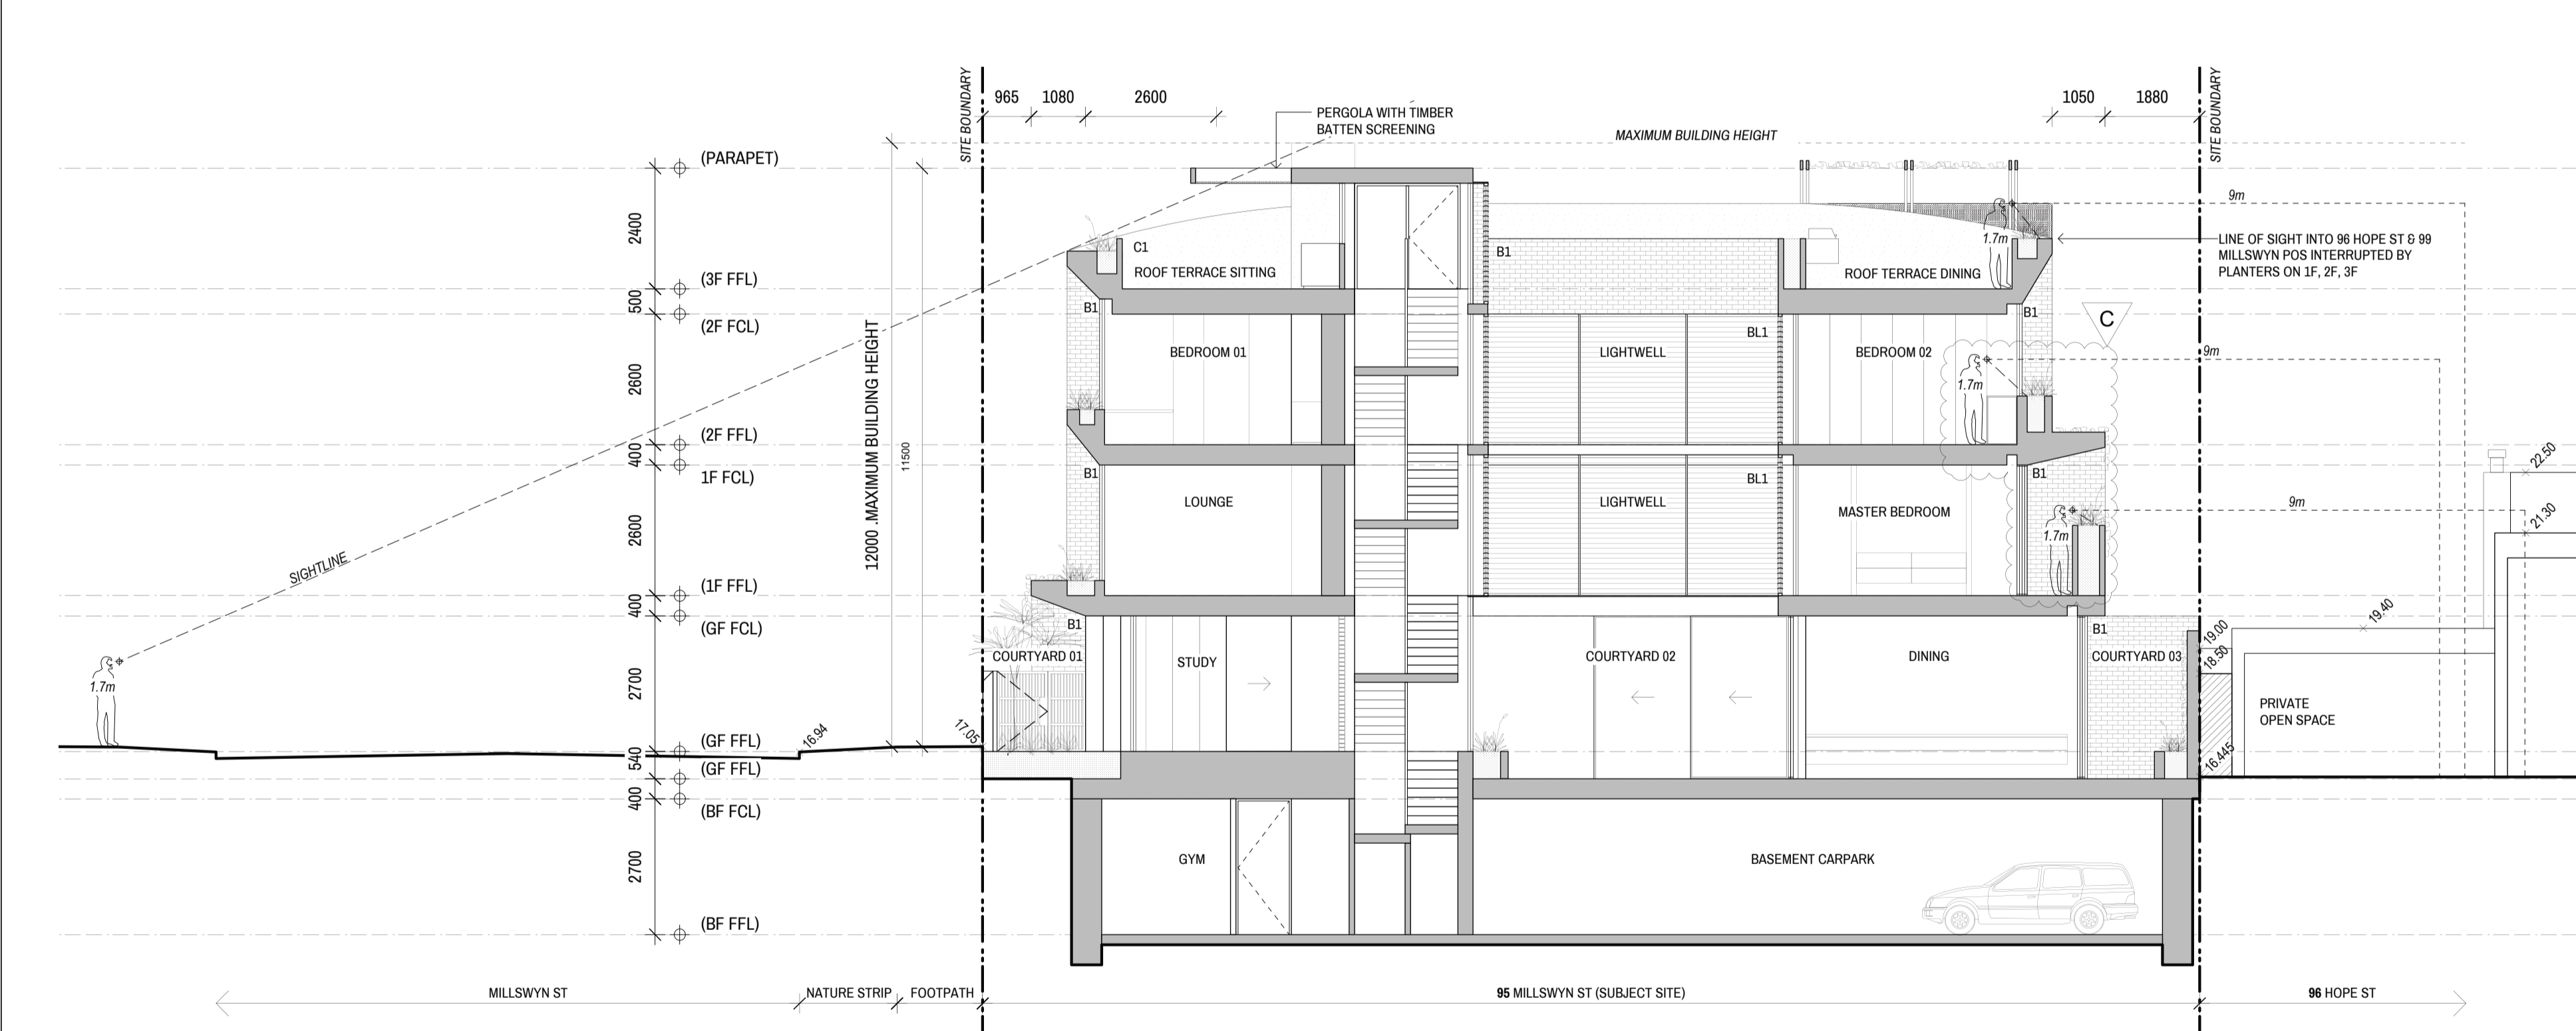 SITE BOUNDARY
965
1080
2600
PERGOLA WITH TIMBER
BATTEN SCREENING
MAXIMUM BUILDING HEIGHT
1050
1880
SITE BOUNDARY
(PARAPET)
2400
(3F FFL)
500
(2F FCL)
2600
(2F FFL)
400
1F FCL)
2600
(1F FFL)
400
(GF FCL)
2700
(GF FFL)
540
(GF FFL)
400
(BF FCL)
2700
(BF FFL)
12000 .MAXIMUM BUILDING HEIGHT
11500
SIGHTLINE
1.7m
16.94
17.05
C1
ROOF TERRACE SITTING
B1
ROOF TERRACE DINING
1.7m
9m
LINE OF SIGHT INTO 96 HOPE ST & 99
MILLSWYN POS INTERRUPTED BY
PLANTERS ON 1F, 2F, 3F
B1
BEDROOM 01
LIGHTWELL
BL1
BEDROOM 02
1.7m
B1
C
9m
B1
LOUNGE
LIGHTWELL
BL1
MASTER BEDROOM
B1
1.7m
9m
22.50
21.30
B1
COURTYARD 01
STUDY
COURTYARD 02
DINING
B1
COURTYARD 03
19.00
18.50
16.445
19.40
PRIVATE
OPEN SPACE
GYM
BASEMENT CARPARK
MILLSWYN ST
NATURE STRIP
FOOTPATH
95 MILLSWYN ST (SUBJECT SITE)
96 HOPE ST